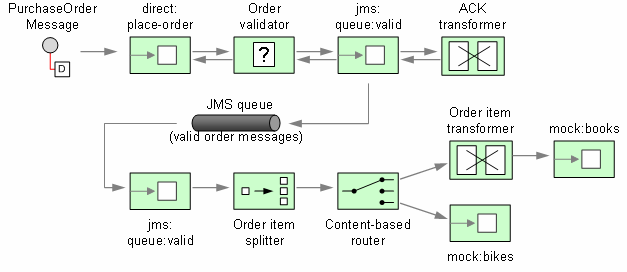 PurchaseOrder
Message
direct:
place-order
Order
validator
jms:
queue:valid
ACK
transformer
D
?
JMS queue
(valid order messages)
Order item
transformer
mock:books
jms:
queue:valid
Order item
splitter
Content-based
router
mock:bikes